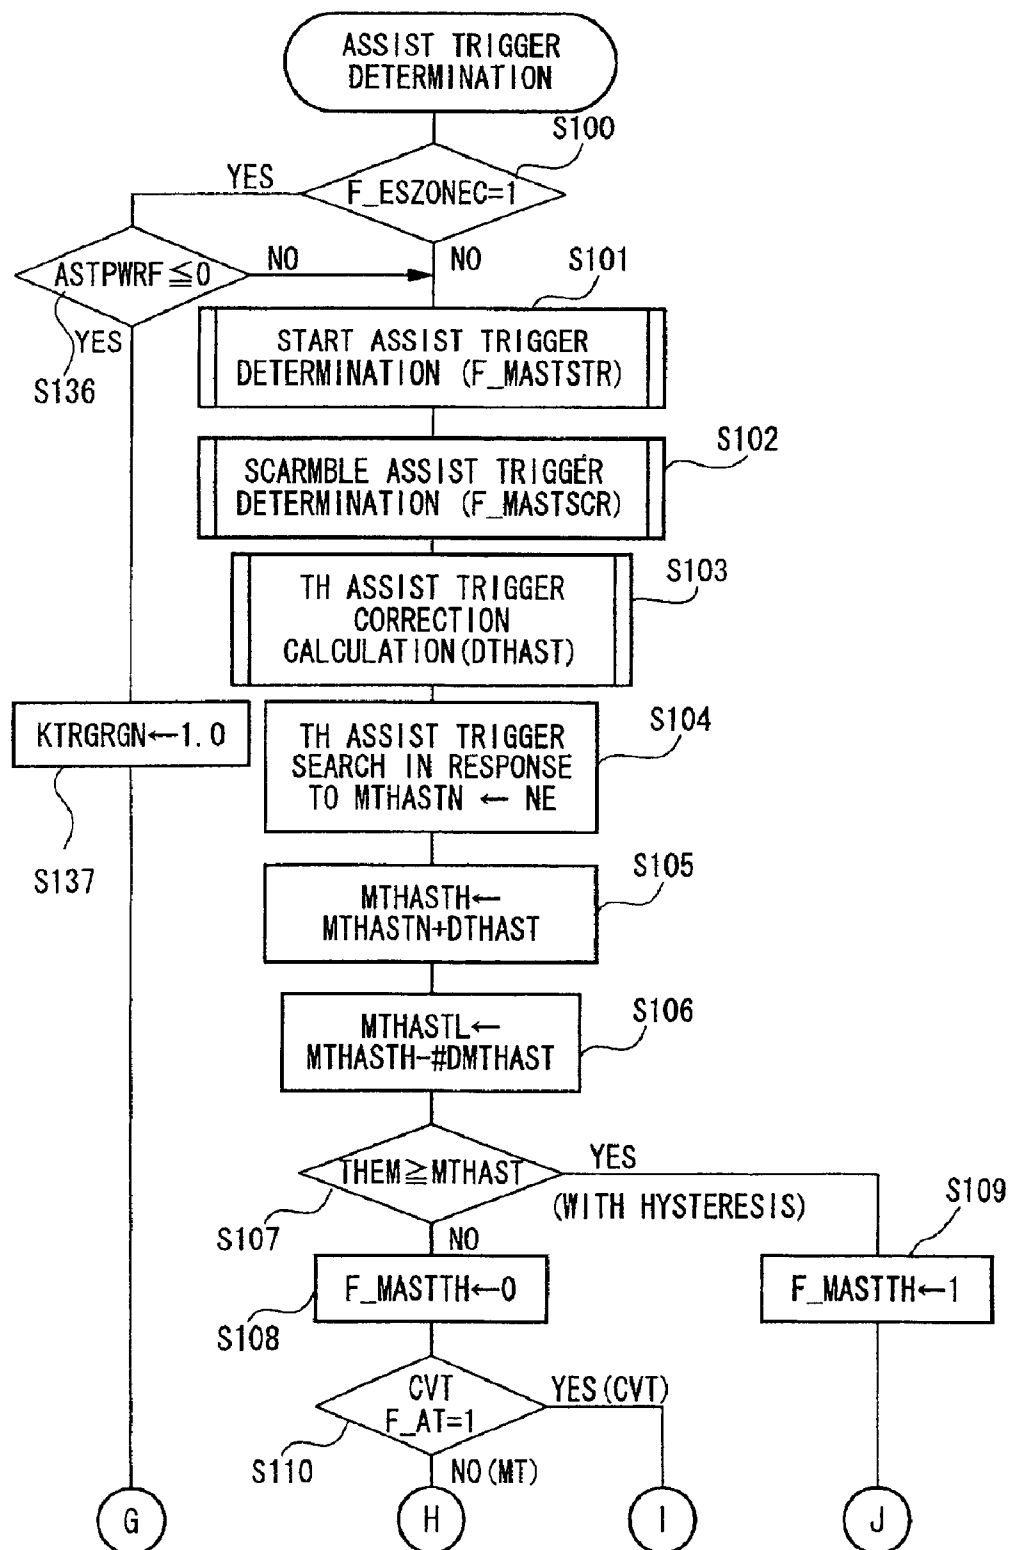 ASSIST TRIGGER
DETERMINATION
S100
F_ESZONEC=1
YES
NO
ASTPWRF≦0
NO
YES
S136
S101
START ASSIST TRIGGER
DETERMINATION (F_MASTSTR)
S102
SCARMBLE ASSIST TRIGGER
DETERMINATION (F_MASTSCR)
S103
TH ASSIST TRIGGER
CORRECTION
CALCULATION(DTHAST)
KTRGRGN←1.0
S137
S104
TH ASSIST TRIGGER
SEARCH IN RESPONSE
TO MTHASTN ← NE
S105
MTHASTH←
MTHASTN+DTHAST
S106
MTHASTL←
MTHASTH-#DMTHAST
THEM≧MTHAST
YES
(WITH HYSTERESIS)
S107
NO
S109
F_MASTTH←0
F_MASTTH←1
S108
CVT
F_AT=1
YES(CVT)
S110
NO(MT)
G
H
I
J